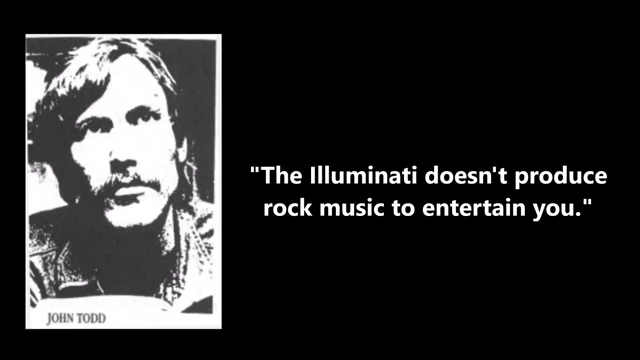 "The Illuminati doesn't produce
rock music to entertain you."
JOHN TODD